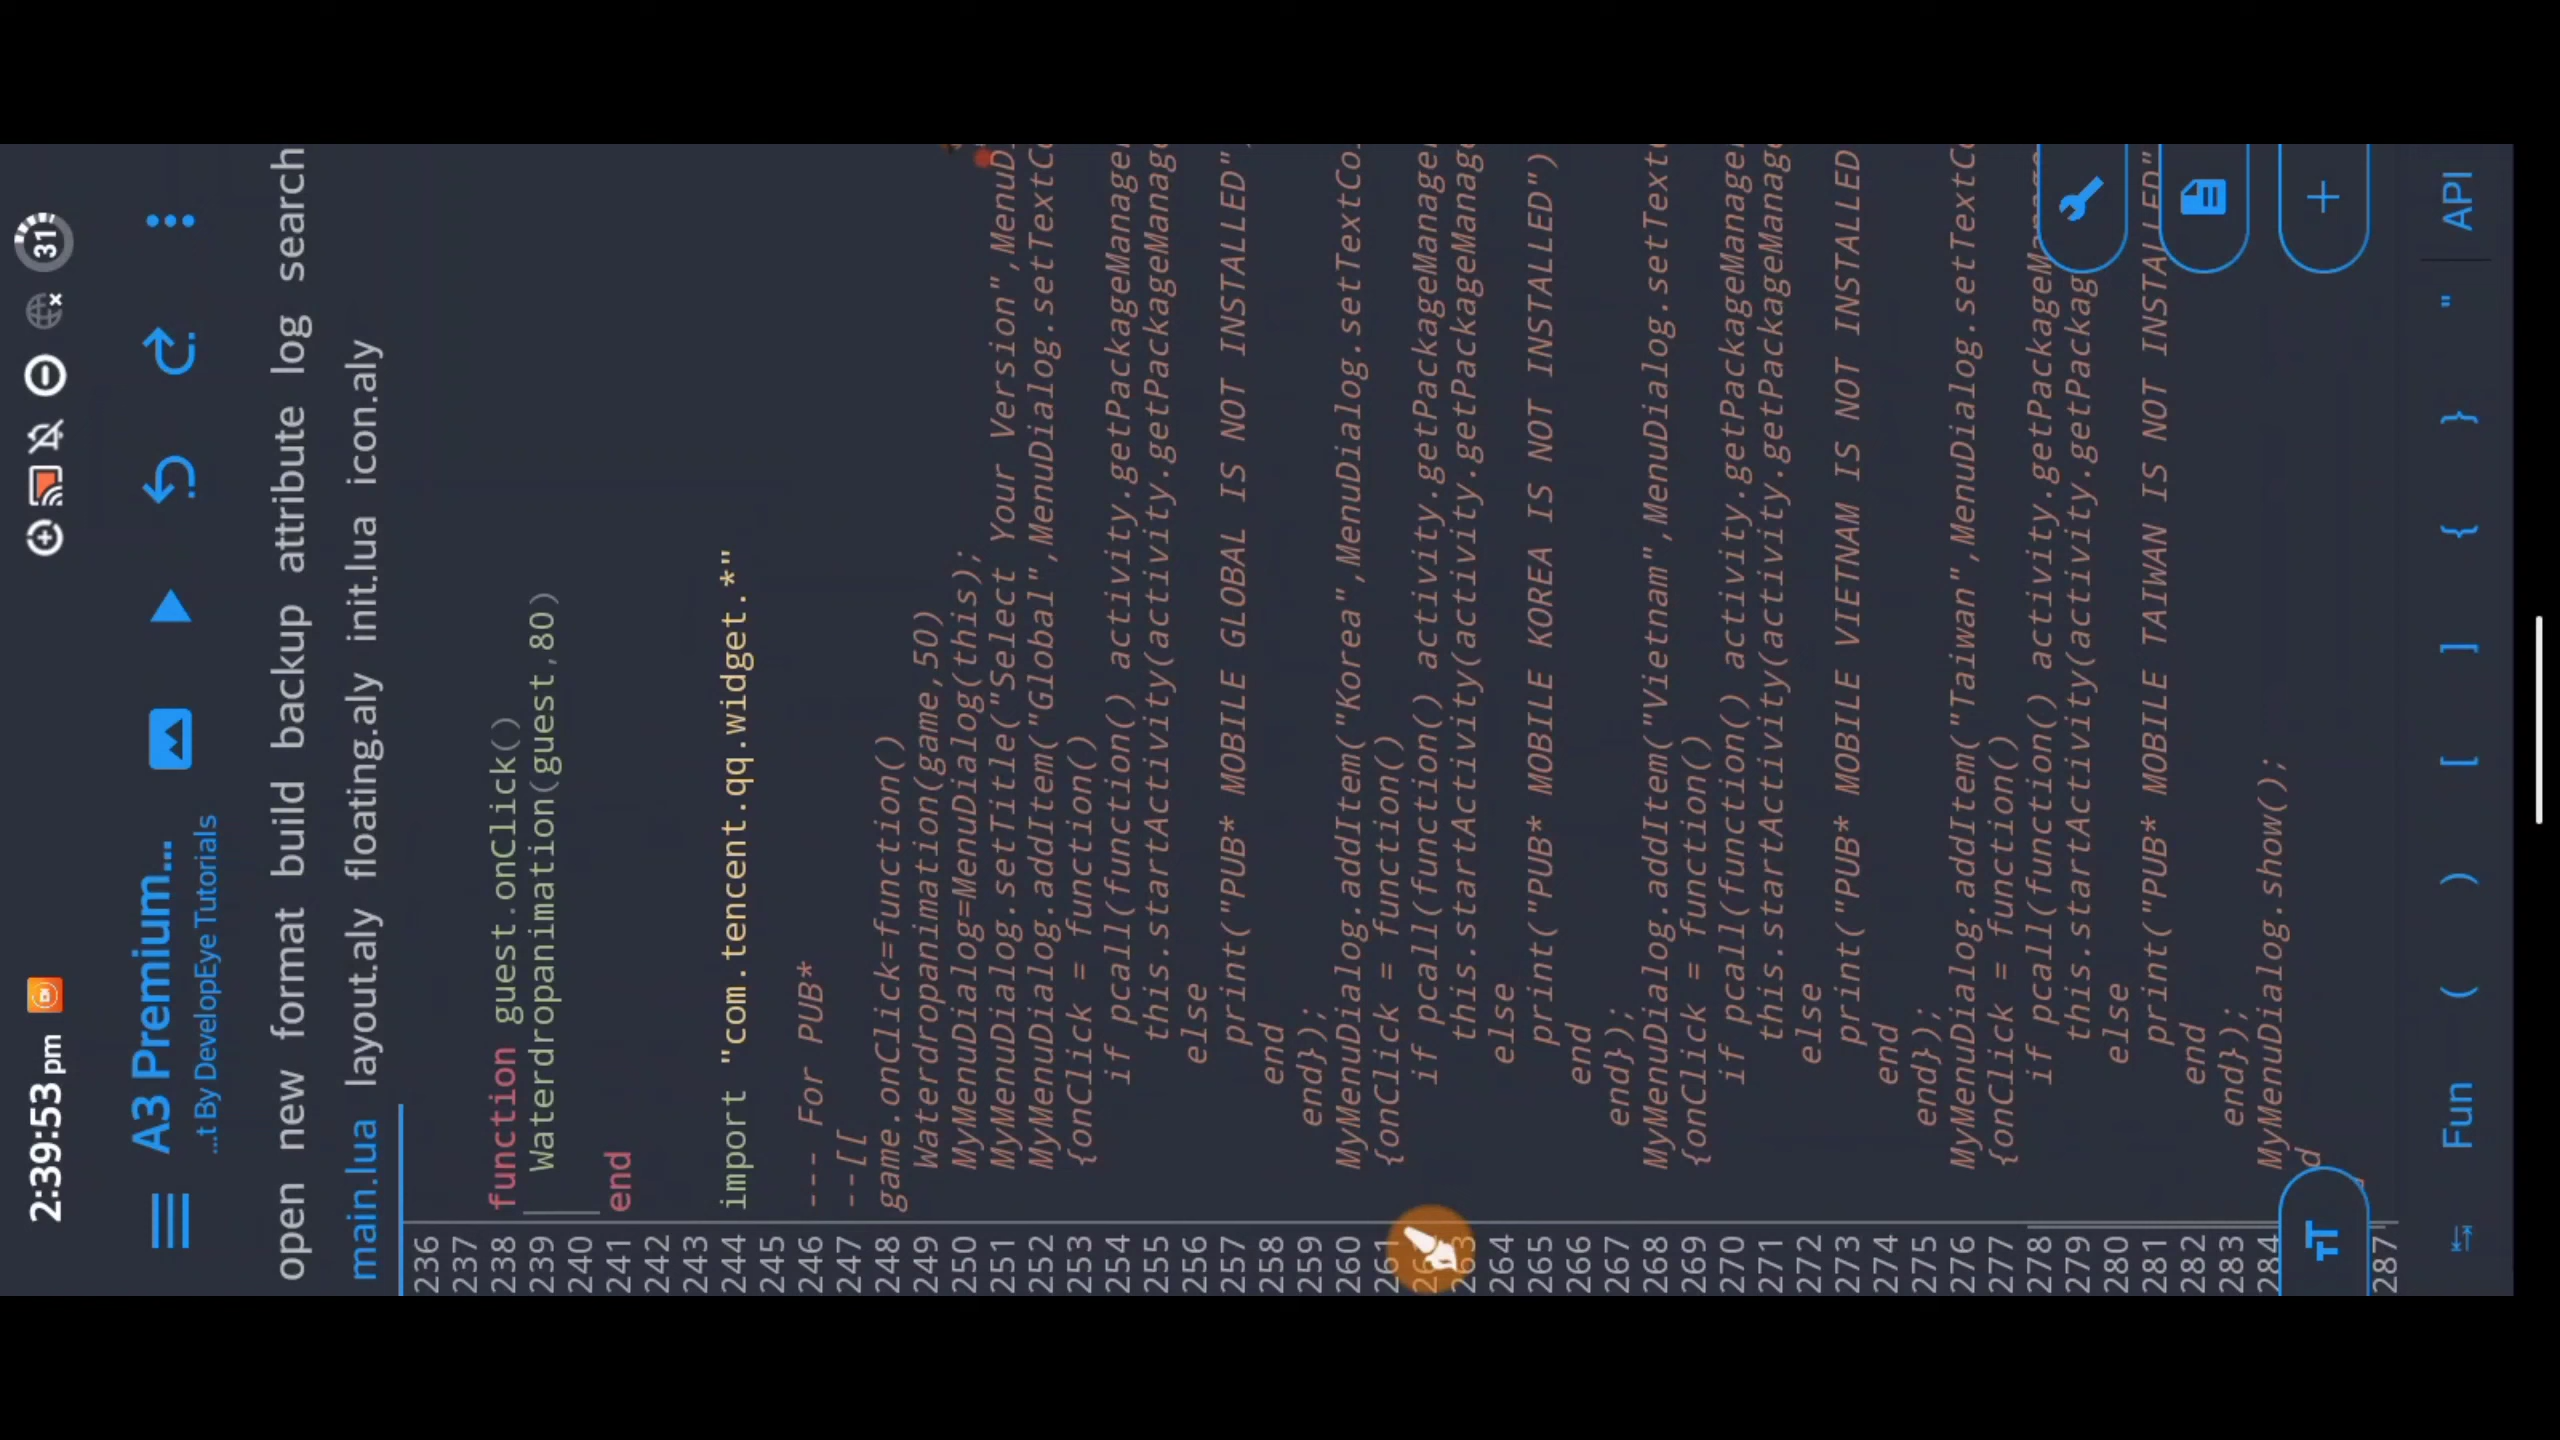 2:39:53 pm
31
A3 Premium...
...t By DevelopEye Tutorials
open new format build backup attribute log search
main.lua layout.aly floating.aly init.lua icon.aly
236
237
238 function guest.onClick()
239 Waterdropanimation(guest,80)
240
241 end
242
243
244 import "com.tencent.qq.widget.*"
245
246 --- For PUB*
247 --[[
248 game.onClick=function()
249 Waterdropanimation(game,50)
250 MyMenuDialog=MenuDialog(this);
251 MyMenuDialog.setTitle("Select Your Version",MenuD
252 MyMenuDialog.addItem("Global",MenuDialog.setTextC
253 {onClick = function()
254 if pcall(function() activity.getPackageManager
255 this.startActivity(activity.getPackageManag
256 else
257 print("PUB* MOBILE GLOBAL IS NOT INSTALLED"
258 end
259 end});
260 MyMenuDialog.addItem("Korea",MenuDialog.setTextCo
261 {onClick = function()
if pcall(function() activity.getPackageManager
263 this.startActivity(activity.getPackageManag
264 else
265 print("PUB* MOBILE KOREA IS NOT INSTALLED")
266 end
267 end});
268 MyMenuDialog.addItem("Vietnam",MenuDialog.setText
269 {onClick = function()
270 if pcall(function() activity.getPackageManager
271 this.startActivity(activity.getPackageManag
272 else
273 print("PUB* MOBILE VIETNAM IS NOT INSTALLED
274 end
275 end});
276 MyMenuDialog.addItem("Taiwan",MenuDialog.setTextC
277 {onClick = function()
278 if pcall(function() activity.getPackageM
279 this.startActivity(activity.getPackag
280 else
281 print("PUB* MOBILE TAIWAN IS NOT INSTALLED"
282 end
283 end});
284 MyMenuDialog.show();
d
287
TT
Fun ( ) [ ] { } " API